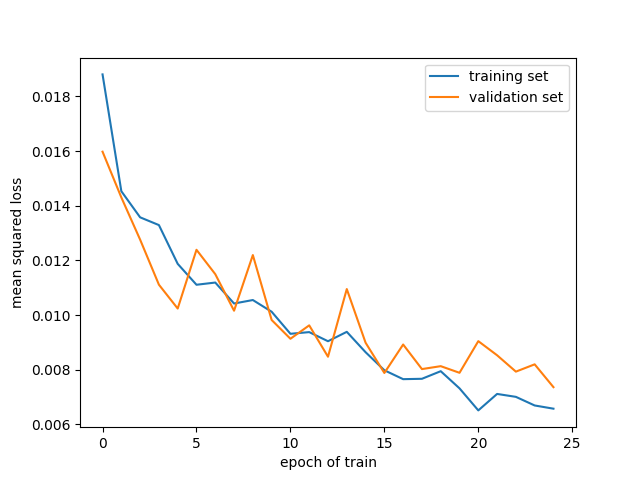 training set
validation set
0.018
0.016
0.014
0.012
0.010
0.008
0.006
mean squared loss
0 5 10 15 20 25
epoch of train